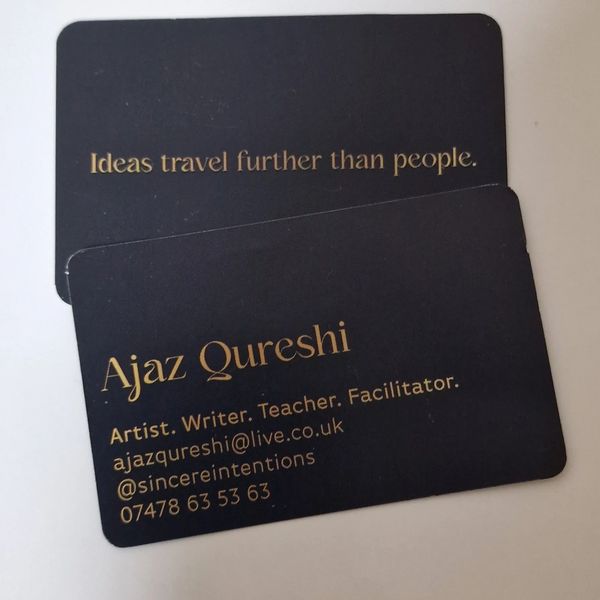 Ideas travel further than people.
Ajaz Qureshi
Artist. Writer. Teacher. Facilitator.
ajazqureshi@live.co.uk
@sincereintentions
07478 63 53 63